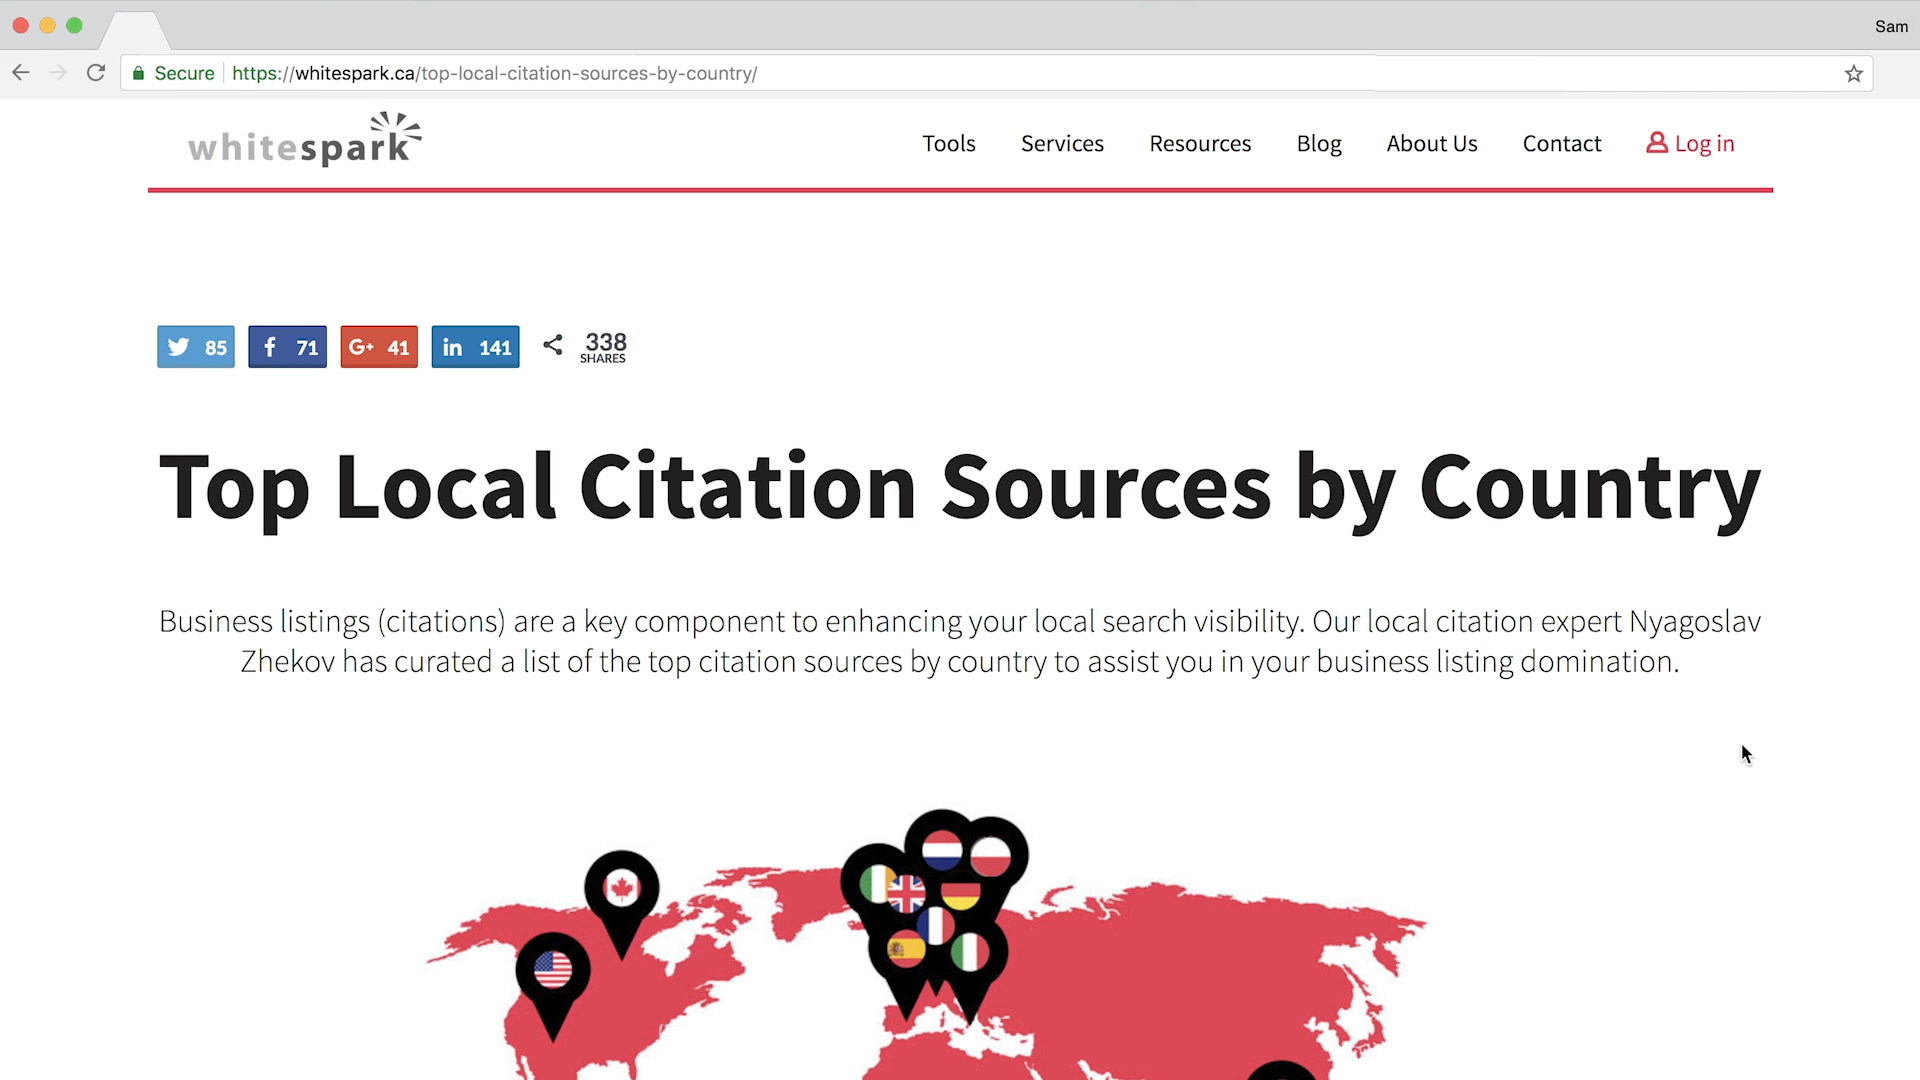 Sam
Secure https://whitespark.ca/top-local-citation-sources-by-country/
whitespark
Tools Services Resources Blog About Us Contact Log in
85 71 G+ 41 in 141 338
SHARES
Top Local Citation Sources by Country
Business listings (citations) are a key component to enhancing your local search visibility. Our local citation expert Nyagoslav
Zhekov has curated a list of the top citation sources by country to assist you in your business listing domination.